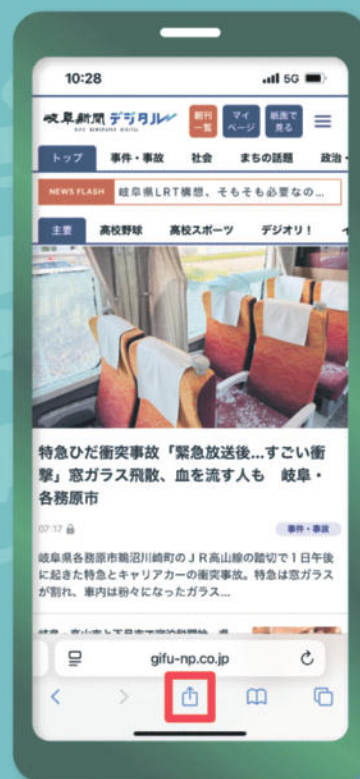 10:28
5G
岐阜新聞 デジタル
GIFU NEWSPAPER DIGITAL
朝刊一覧
マイページ
紙面で見る
トップ 事件・事故 社会 まちの話題 政治・
NEWS FLASH 岐阜県LRT構想、そもそも必要なの...
主要 高校野球 高校スポーツ デジオリ！
特急ひだ衝突事故「緊急放送後...すごい衝
撃」窓ガラス飛散、血を流す人も 岐阜・
各務原市
07:17
事件・事故
岐阜県各務原市鵜沼川崎町のＪＲ高山線の踏切で１日午後
に起きた特急とキャリアカーの衝突事故。特急は窓ガラス
が割れ、車内は粉々になったガラス...
gifu-np.co.jp